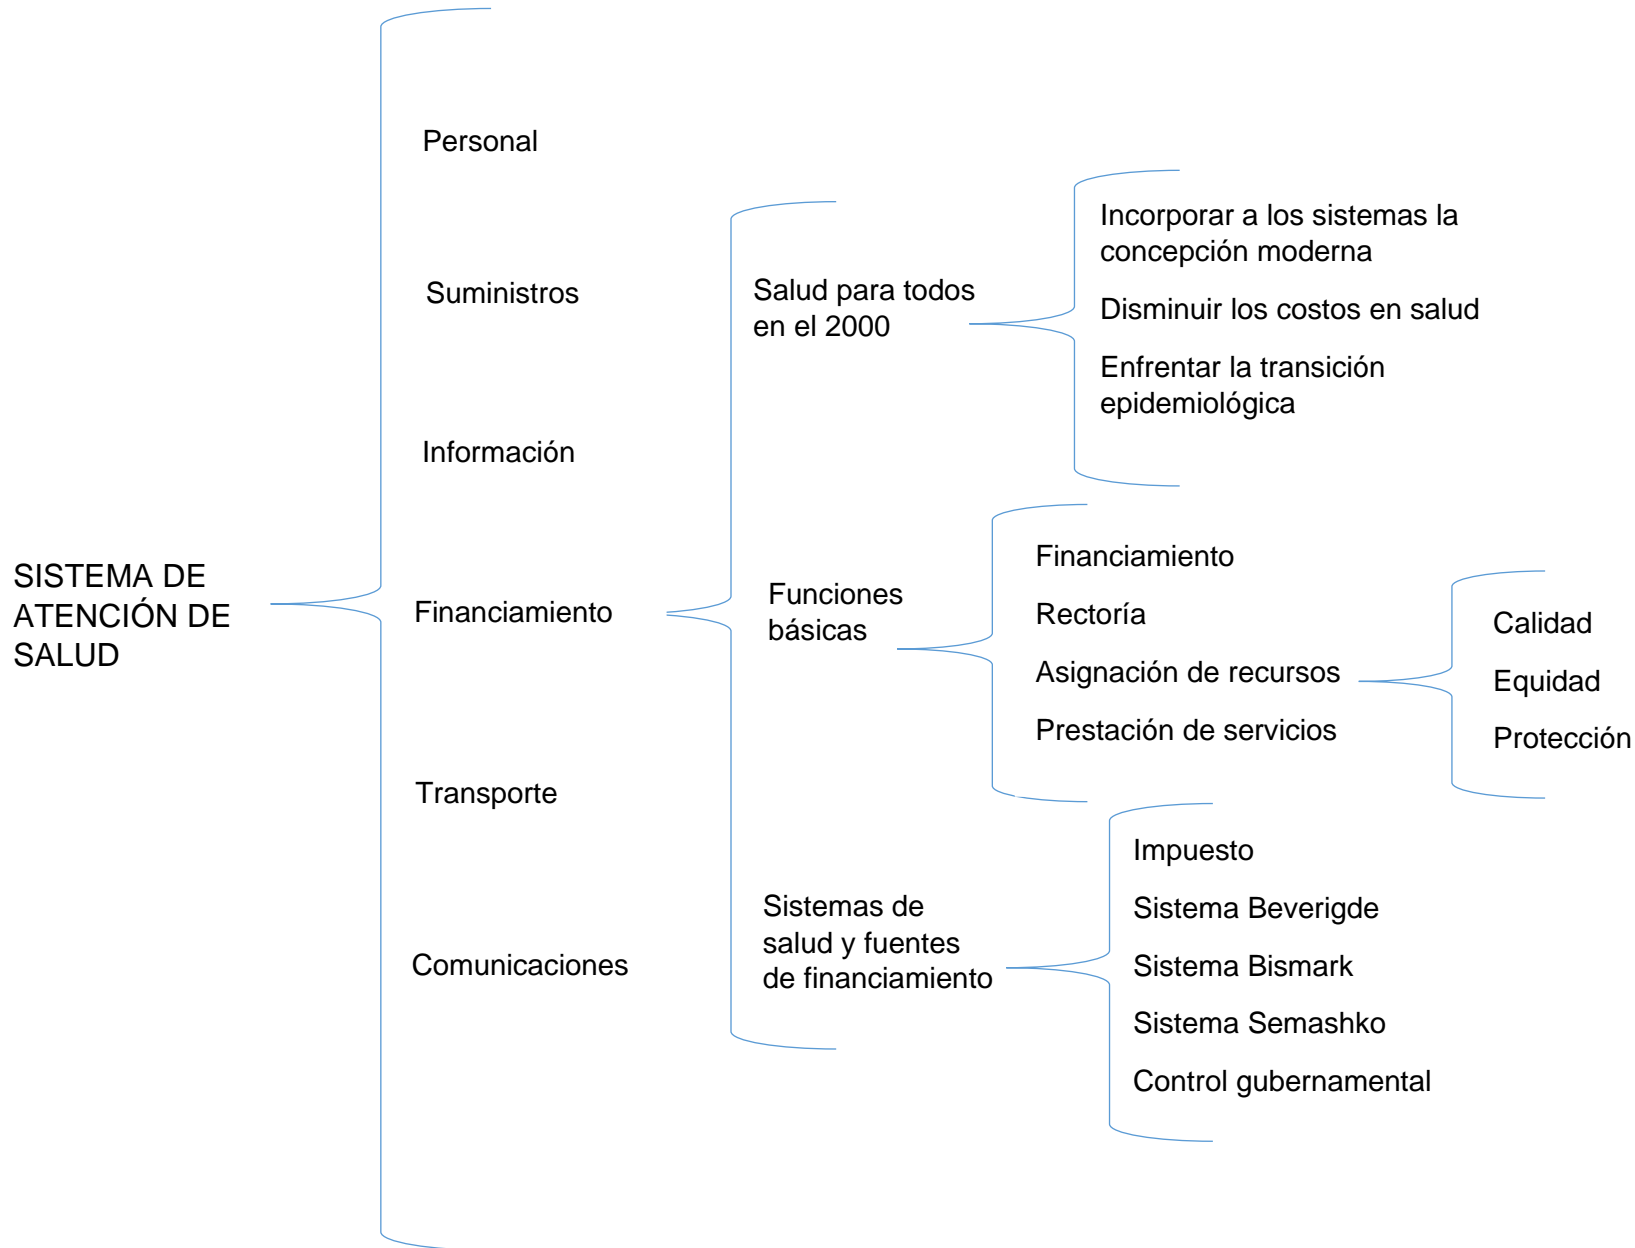 SISTEMA DE
ATENCIÓN DE
SALUD
Personal
Suministros
Información
Financiamiento
Transporte
Comunicaciones
Salud para todos
en el 2000
Funciones
básicas
Sistemas de
salud y fuentes
de financiamiento
Incorporar a los sistemas la
concepción moderna
Disminuir los costos en salud
Enfrentar la transición
epidemiológica
Financiamiento
Rectoría
Asignación de recursos
Prestación de servicios
Calidad
Equidad
Protección
Impuesto
Sistema Beverigde
Sistema Bismark
Sistema Semashko
Control gubernamental